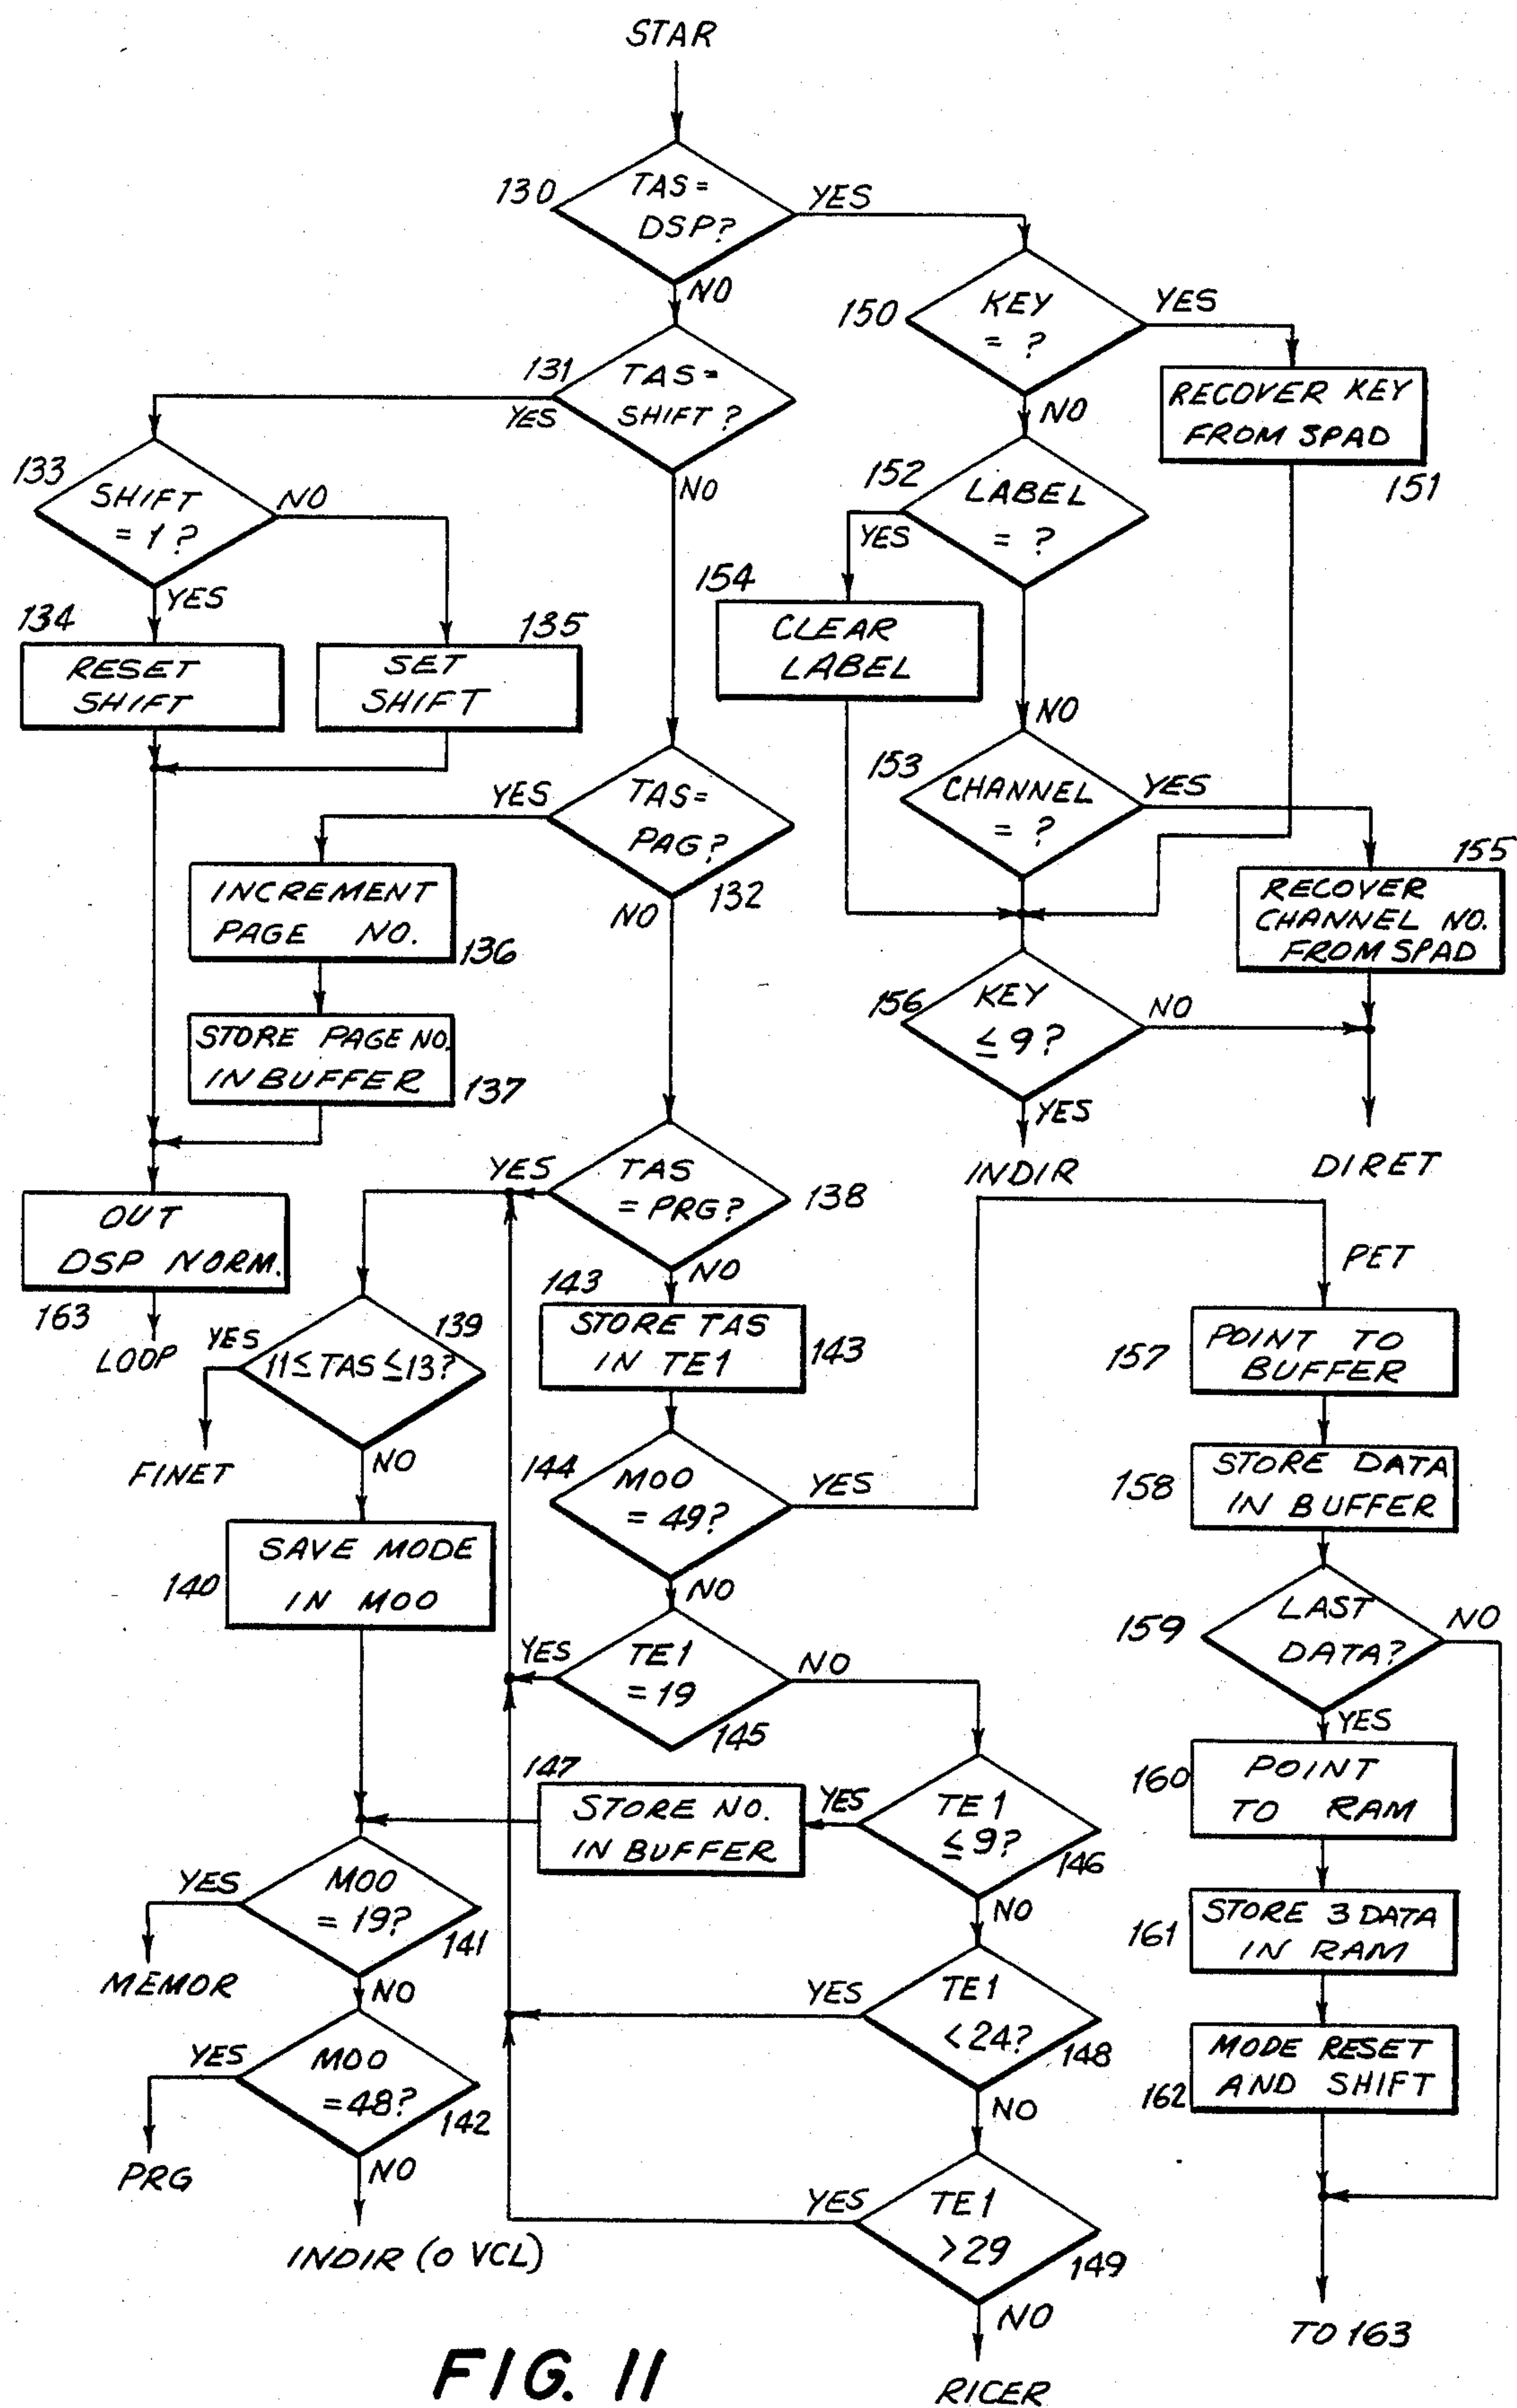 STAR
130
TAS=
DSP?
YES
NO
150
KEY
= ?
YES
NO
RECOVER KEY
FROM SPAD
151
131
TAS=
SHIFT?
YES
NO
133
SHIFT
= 1?
NO
YES
152
LABEL
= ?
YES
NO
154
CLEAR
LABEL
134
RESET
SHIFT
135
SET
SHIFT
153
CHANNEL
= ?
YES
TAS=
PAG?
YES
132
NO
155
RECOVER
CHANNEL NO.
FROM SPAD
INCREMENT
PAGE NO.
136
STORE PAGE NO.
IN BUFFER
137
156
KEY
≤9?
NO
YES
INDIR
DIRET
TAS
=PRG?
YES
138
NO
OUT
DSP NORM.
163
LOOP
139
11≤TAS≤13?
YES
NO
FINET
143
STORE TAS
IN TE1
143
PET
157
POINT TO
BUFFER
144
MOO
=49?
YES
NO
158
STORE DATA
IN BUFFER
140
SAVE MODE
IN MOO
TE1
=19
YES
NO
145
159
LAST
DATA?
NO
YES
147
STORE NO.
IN BUFFER
YES
TE1
≤9?
146
NO
160
POINT
TO RAM
MOO
=19?
YES
141
NO
MEMOR
161
STORE 3 DATA
IN RAM
TE1
<24?
YES
148
NO
MOO
=48?
YES
142
NO
PRG
INDIR (O VCL)
162
MODE RESET
AND SHIFT
TE1
>29
YES
149
NO
RICER
TO 163
FIG. 11